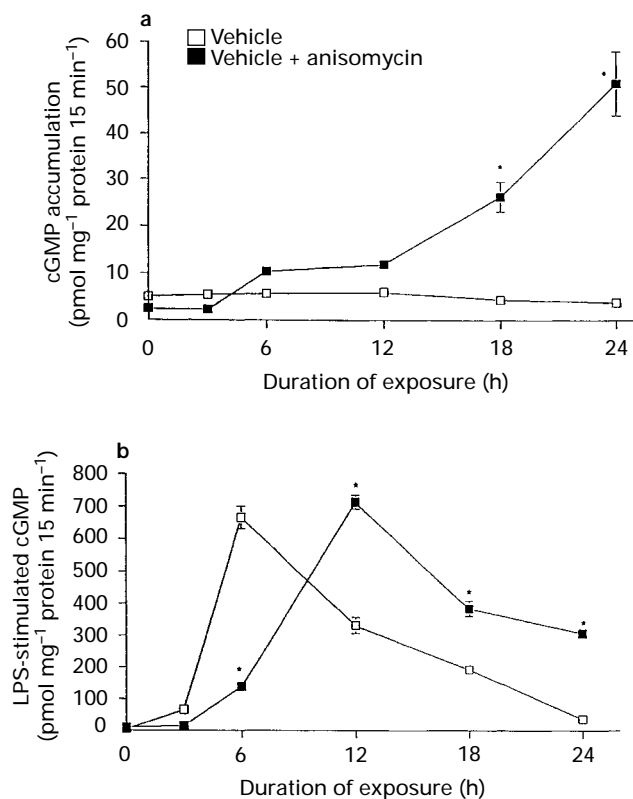 a
Vehicle
Vehicle + anisomycin
cGMP accumulation
(pmol mg⁻¹ protein 15 min⁻¹)
60
50
40
30
20
10
0
*
*
0 6 12 18 24
Duration of exposure (h)
b
LPS-stimulated cGMP
(pmol mg⁻¹ protein 15 min⁻¹)
800
700
600
500
400
300
200
100
0
*
*
*
*
0 6 12 18 24
Duration of exposure (h)